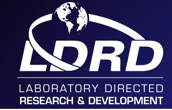 LDRD
LABORATORY DIRECTED
RESEARCH & DEVELOPMENT